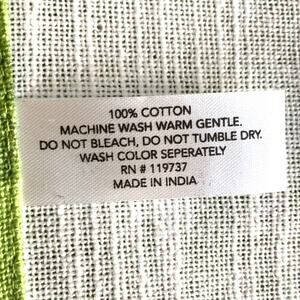 100% COTTON
MACHINE WASH WARM GENTLE.
DO NOT BLEACH, DO NOT TUMBLE DRY.
WASH COLOR SEPERATELY
RN # 119737
MADE IN INDIA